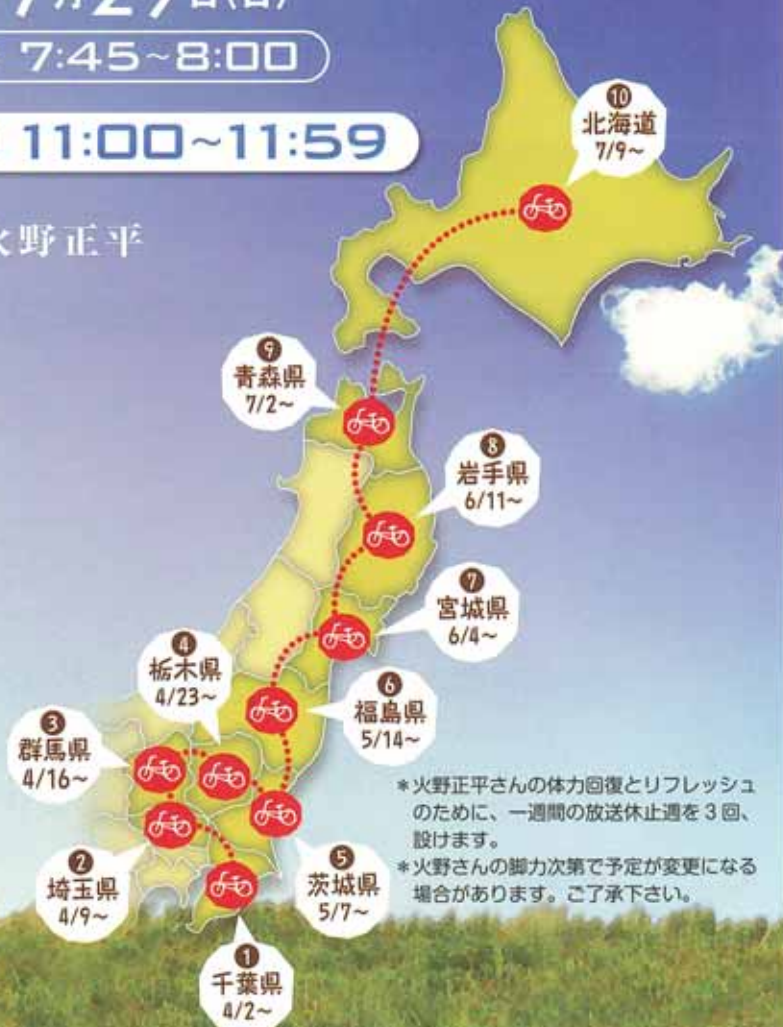 7月29日(日)
7:45~8:00
11:00~11:59
火野正平
⑩
北海道
7/9~
⑨
青森県
7/2~
⑧
岩手県
6/11~
⑦
宮城県
6/4~
④
栃木県
4/23~
⑥
福島県
5/14~
③
群馬県
4/16~
②
埼玉県
4/9~
⑤
茨城県
5/7~
①
千葉県
4/2~
*火野正平さんの体力回復とリフレッシュ
のために、一週間の放送休止週を3回、
設けます。
*火野さんの脚力次第で予定が変更になる
場合があります。ご了承下さい。